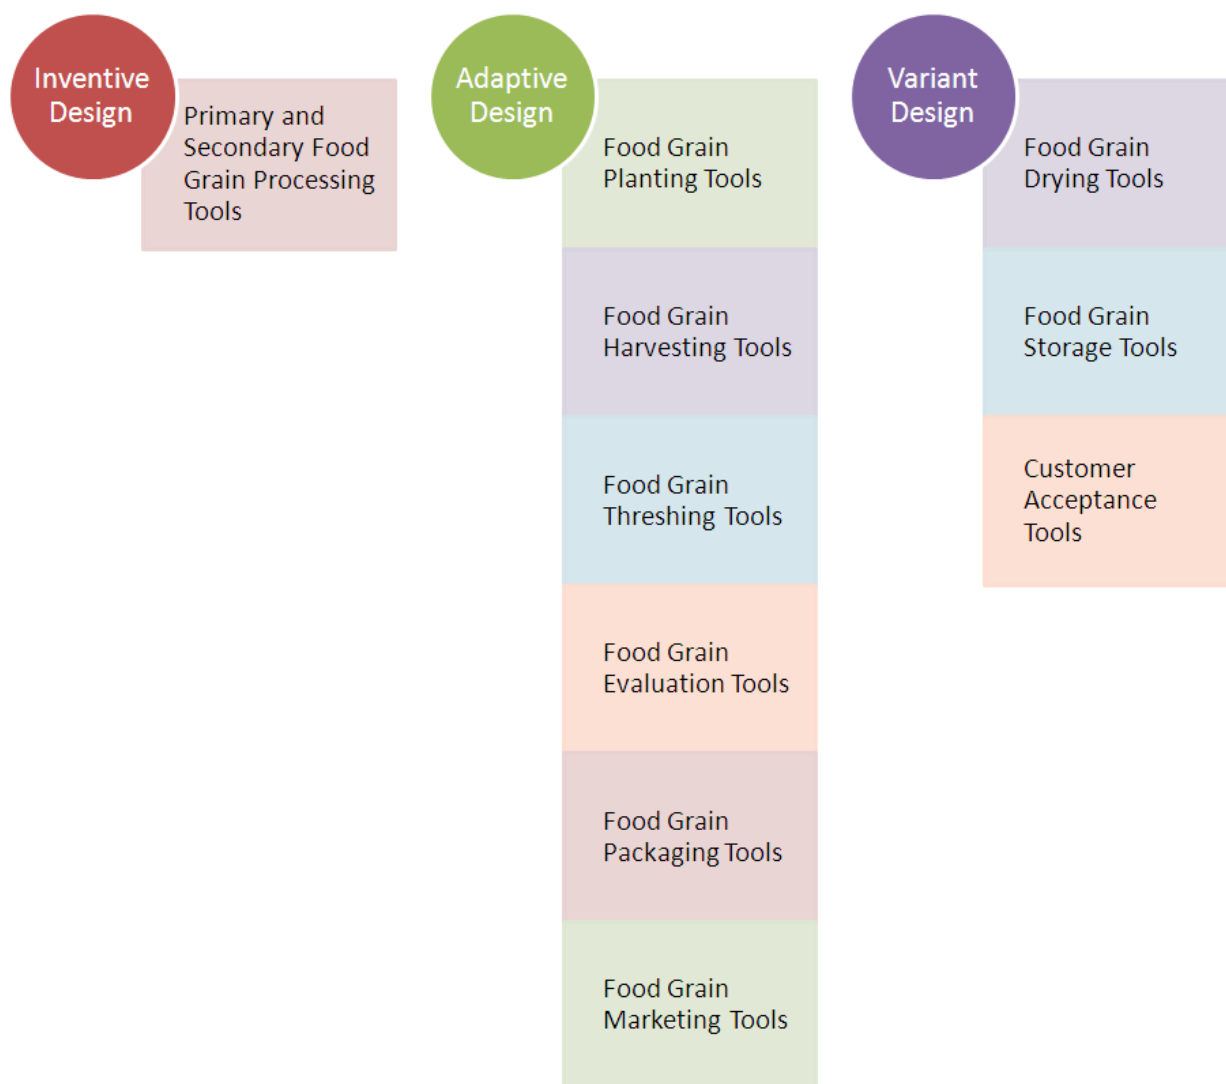 Inventive
Design
Primary and
Secondary Food
Grain Processing
Tools
Adaptive
Design
Food Grain
Planting Tools
Food Grain
Harvesting Tools
Food Grain
Threshing Tools
Food Grain
Evaluation Tools
Food Grain
Packaging Tools
Food Grain
Marketing Tools
Variant
Design
Food Grain
Drying Tools
Food Grain
Storage Tools
Customer
Acceptance
Tools